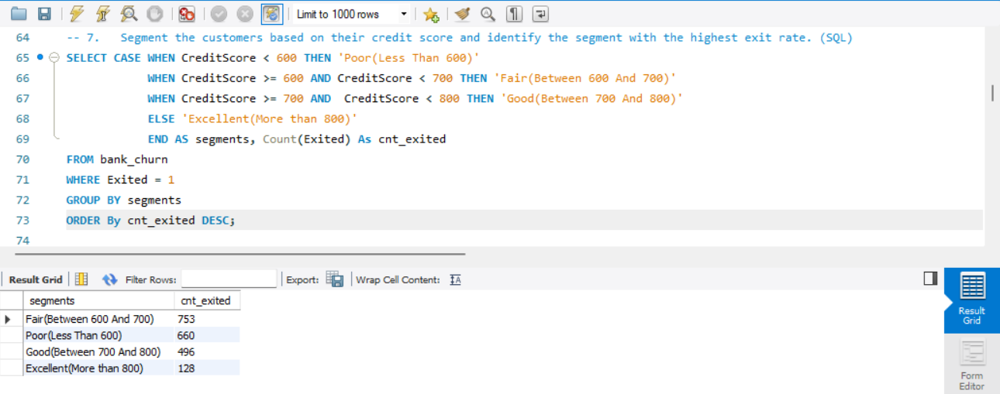 Limit to 1000 rows
64 -- 7. Segment the customers based on their credit score and identify the segment with the highest exit rate. (SQL)
65 SELECT CASE WHEN CreditScore < 600 THEN 'Poor(Less Than 600)'
66 WHEN CreditScore >= 600 AND CreditScore < 700 THEN 'Fair(Between 600 And 700)'
67 WHEN CreditScore >= 700 AND CreditScore < 800 THEN 'Good(Between 700 And 800)'
68 ELSE 'Excellent(More than 800)'
69 END AS segments, Count(Exited) As cnt_exited
70 FROM bank_churn
71 WHERE Exited = 1
72 GROUP BY segments
73 ORDER By cnt_exited DESC;
74
Result Grid Filter Rows: Export: Wrap Cell Content: IA
segments cnt_exited
Fair(Between 600 And 700) 753
Poor(Less Than 600) 660
Good(Between 700 And 800) 496
Excellent(More than 800) 128
Result
Grid
Form
Editor